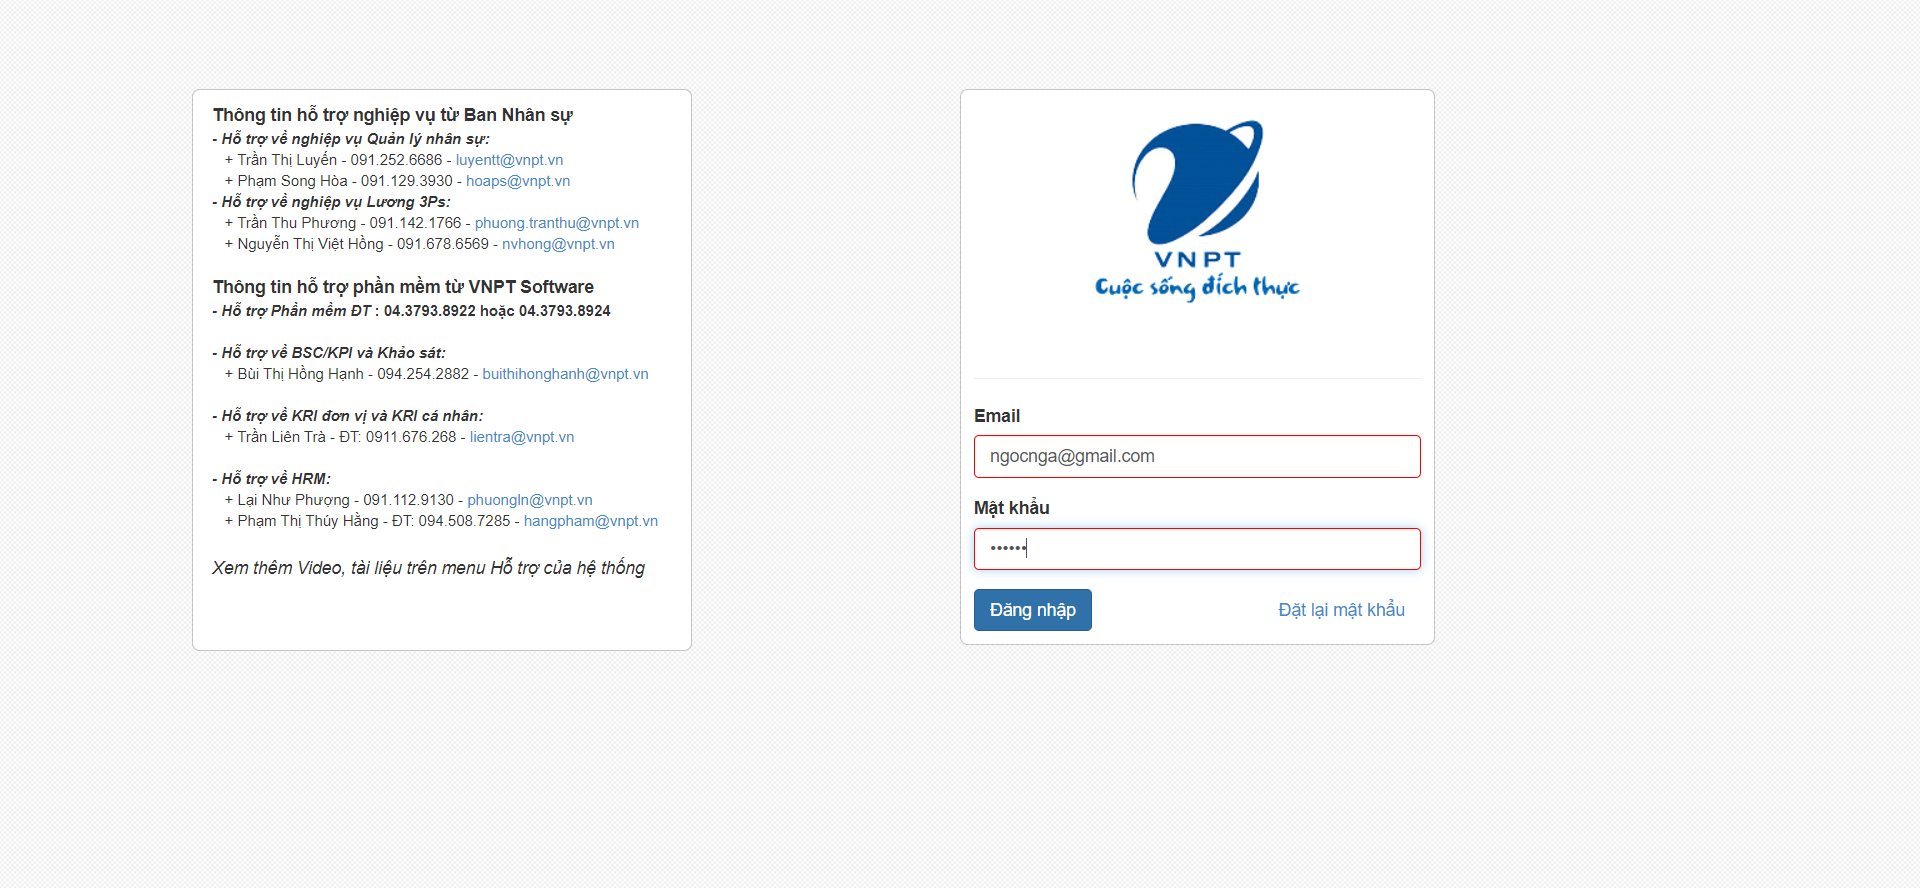 Thông tin hỗ trợ nghiệp vụ từ Ban Nhân sự
- Hỗ trợ về nghiệp vụ Quản lý nhân sự:
+ Trần Thị Luyến - 091.252.6686 - luyentt@vnpt.vn
+ Phạm Song Hòa - 091.129.3930 - hoaps@vnpt.vn
- Hỗ trợ về nghiệp vụ Lương 3Ps:
+ Trần Thu Phương - 091.142.1766 - phuong.tranthu@vnpt.vn
+ Nguyễn Thị Việt Hồng - 091.678.6569 - nvhong@vnpt.vn
Thông tin hỗ trợ phần mềm từ VNPT Software
- Hỗ trợ Phần mềm ĐT : 04.3793.8922 hoặc 04.3793.8924
- Hỗ trợ về BSC/KPI và Khảo sát:
+ Bùi Thị Hồng Hạnh - 094.254.2882 - buithihonghanh@vnpt.vn
- Hỗ trợ về KRI đơn vị và KRI cá nhân:
+ Trần Liên Trà - ĐT: 0911.676.268 - lientra@vnpt.vn
- Hỗ trợ về HRM:
+ Lại Như Phượng - 091.112.9130 - phuongln@vnpt.vn
+ Phạm Thị Thúy Hằng - ĐT: 094.508.7285 - hangpham@vnpt.vn
Xem thêm Video, tài liệu trên menu Hỗ trợ của hệ thống
VNPT
Cuộc sống đích thực
Email
ngocnga@gmail.com
Mật khẩu
••••••
Đăng nhập
Đặt lại mật khẩu